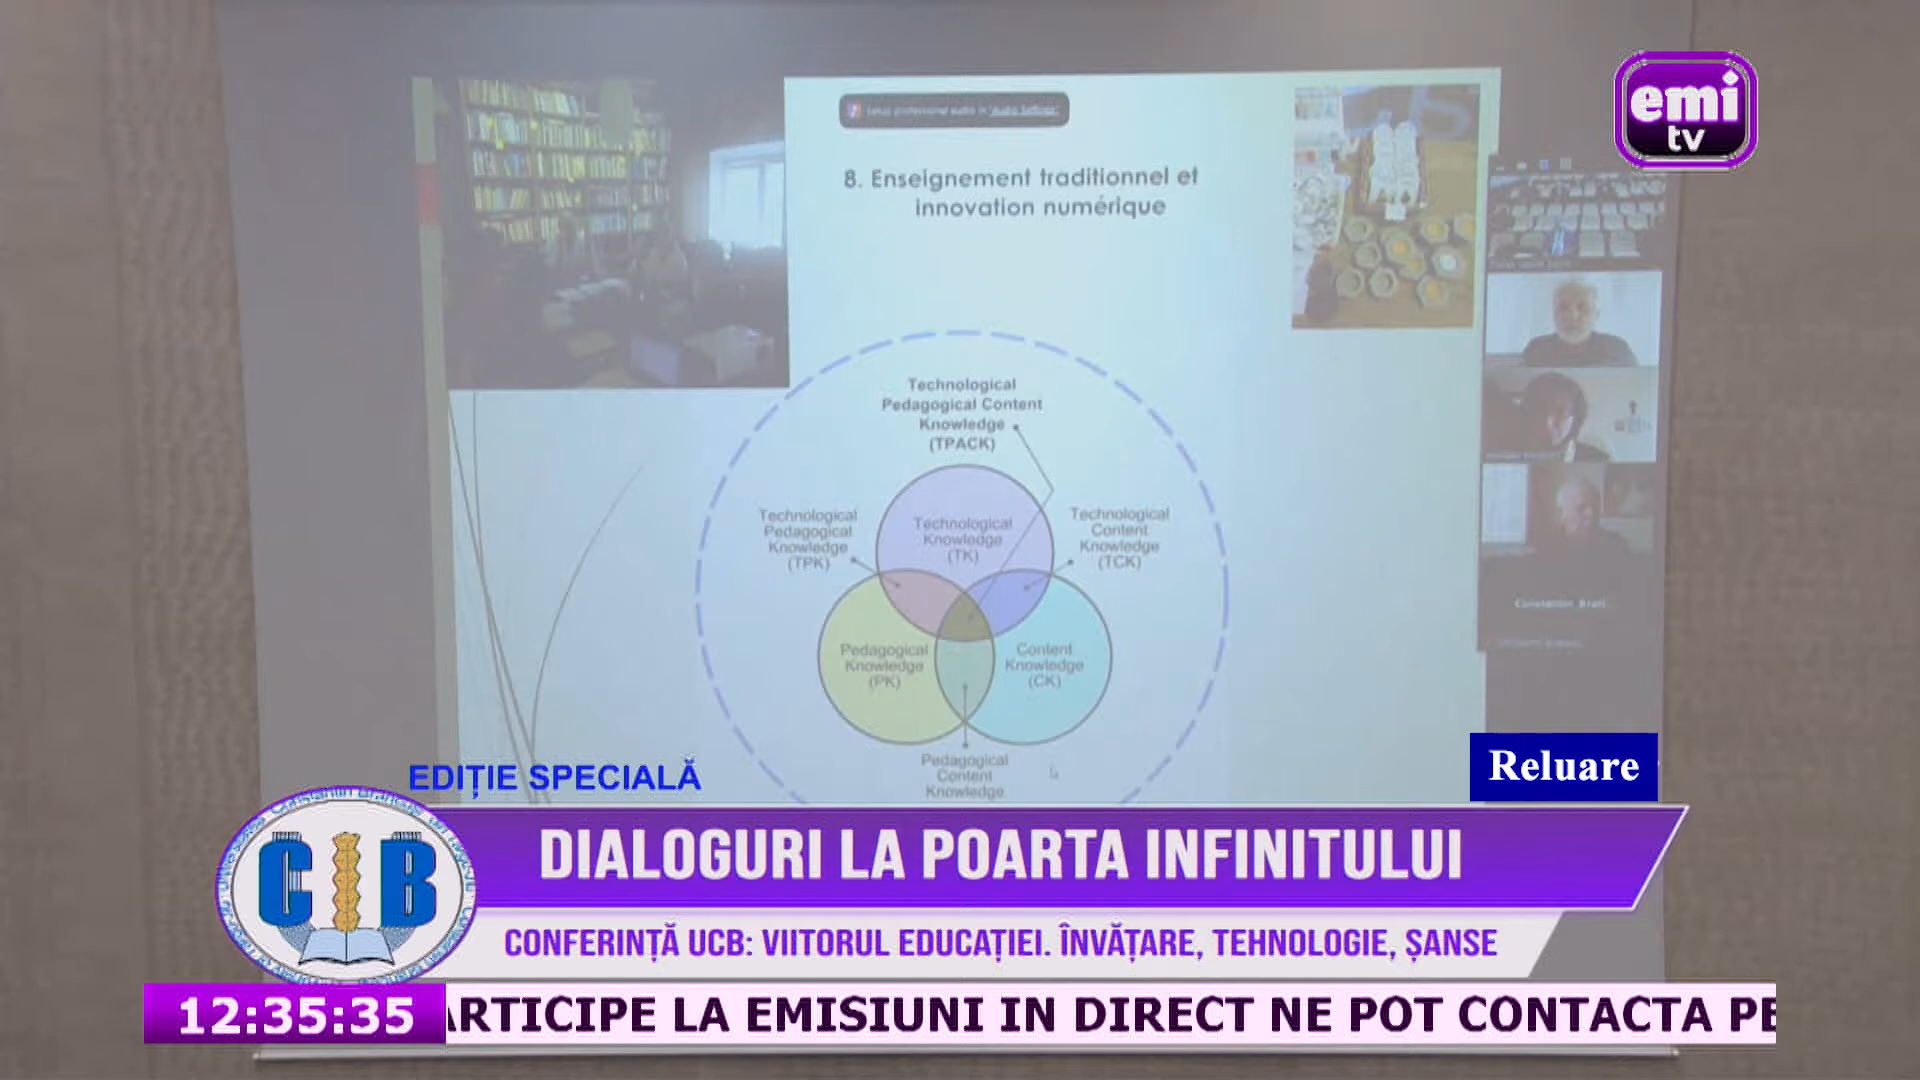 emi
tv
8. Enseignement traditionnel et
innovation numérique
Technological
Pedagogical Content
Knowledge
(TPACK)
Technological
Pedagogical
Knowledge
(TPK)
Technological
Knowledge
(TK)
Technological
Content
Knowledge
(TCK)
Pedagogical
Knowledge
(PK)
Content
Knowledge
(CK)
Pedagogical
Content
Knowledge
EDIȚIE SPECIALĂ
Reluare
CIB
DIALOGURI LA POARTA INFINITULUI
CONFERINȚĂ UCB: VIITORUL EDUCAȚIEI. ÎNVĂȚARE, TEHNOLOGIE, ȘANSE
12:35:35
ARTICIPE LA EMISIUNI IN DIRECT NE POT CONTACTA PE